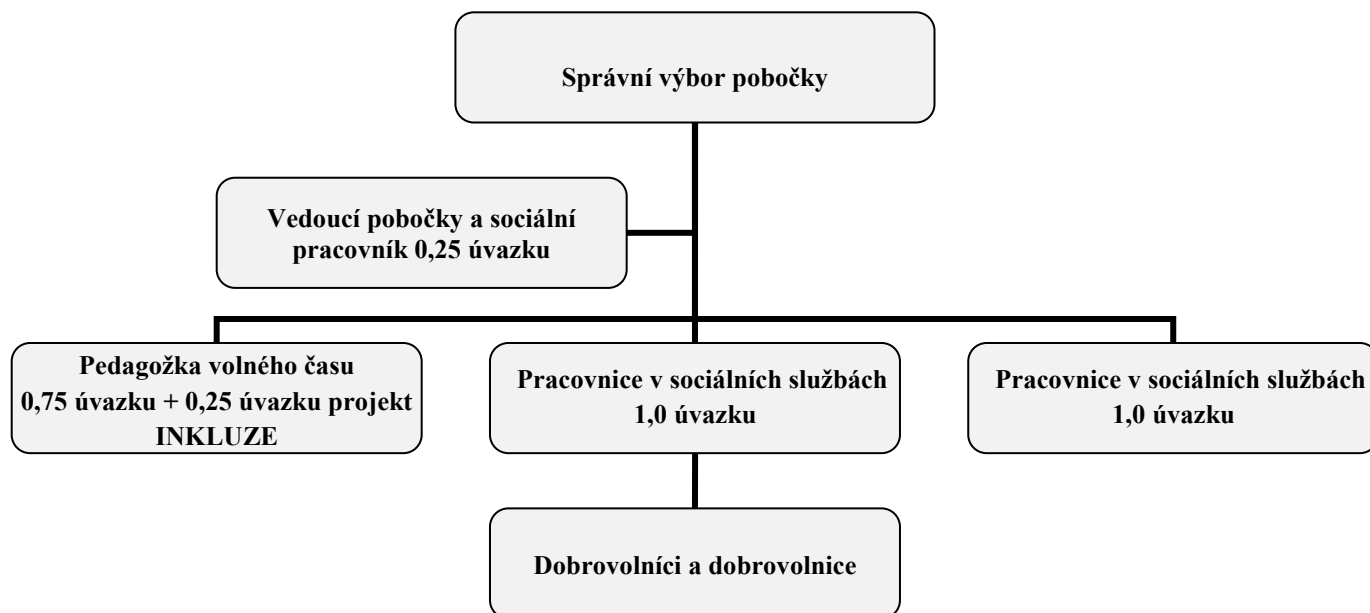 Správní výbor pobočky
Vedoucí pobočky a sociální
pracovník 0,25 úvazku
Pedagožka volného času
0,75 úvazku + 0,25 úvazku projekt
INKLUZE
Pracovnice v sociálních službách
1,0 úvazku
Pracovnice v sociálních službách
1,0 úvazku
Dobrovolníci a dobrovolnice